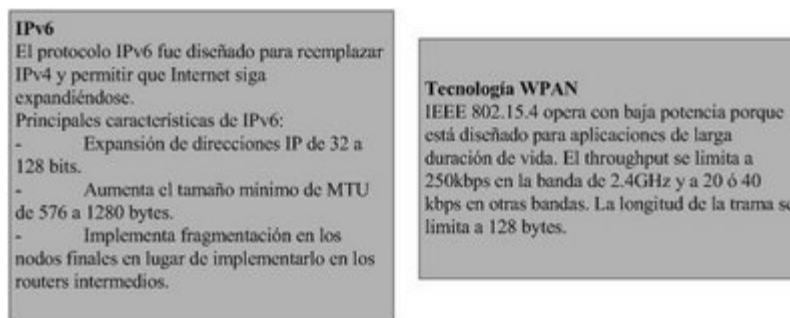 IPv6
El protocolo IPv6 fue diseñado para reemplazar
IPv4 y permitir que Internet siga
expandiéndose.
Principales características de IPv6:
- Expansión de direcciones IP de 32 a
128 bits.
- Aumenta el tamaño mínimo de MTU
de 576 a 1280 bytes.
- Implementa fragmentación en los
nodos finales en lugar de implementarlo en los
routers intermedios.
Tecnología WPAN
IEEE 802.15.4 opera con baja potencia porque
está diseñado para aplicaciones de larga
duración de vida. El throughput se limita a
250kbps en la banda de 2.4GHz y a 20 ó 40
kbps en otras bandas. La longitud de la trama se
limita a 128 bytes.